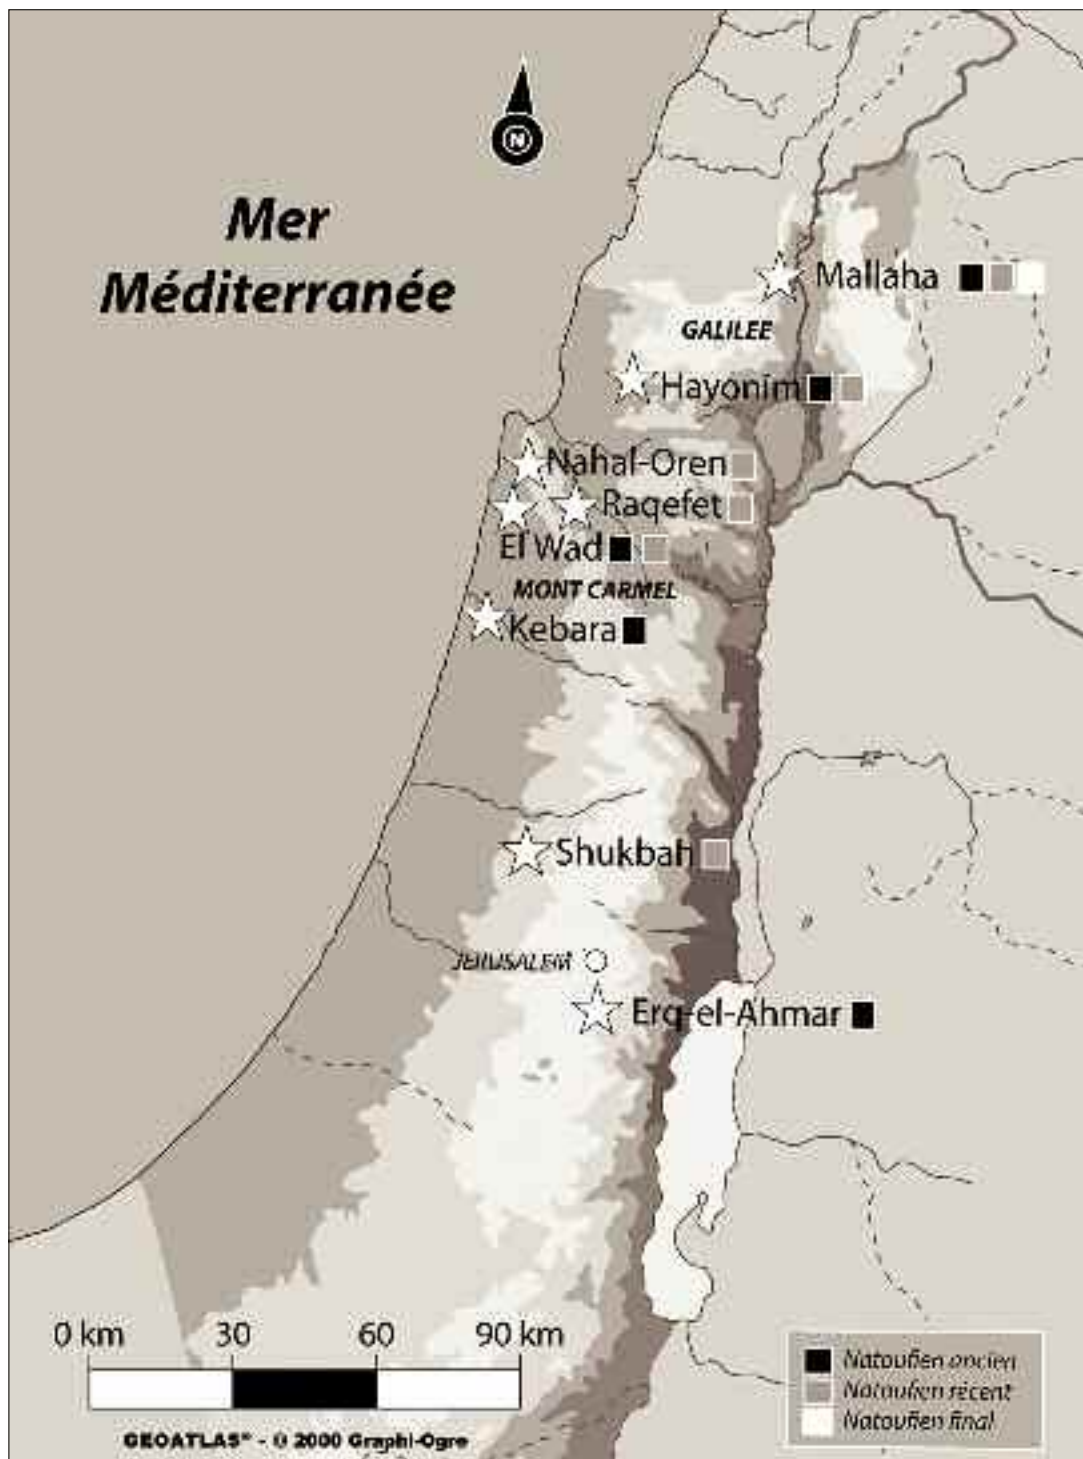 N
Mer
Méditerranée
Mallaha
GALILEE
Hayonim
Nahal-Oren
Raqefet
El Wad
MONT CARMEL
Kebara
Shukbah
JERUSALEM
Erq-el-Ahmar
0 km 30 60 90 km
Natoufien ancien
Natoufien récent
Natoufien final
GEOATLAS® - © 2000 Graphi-Ogre